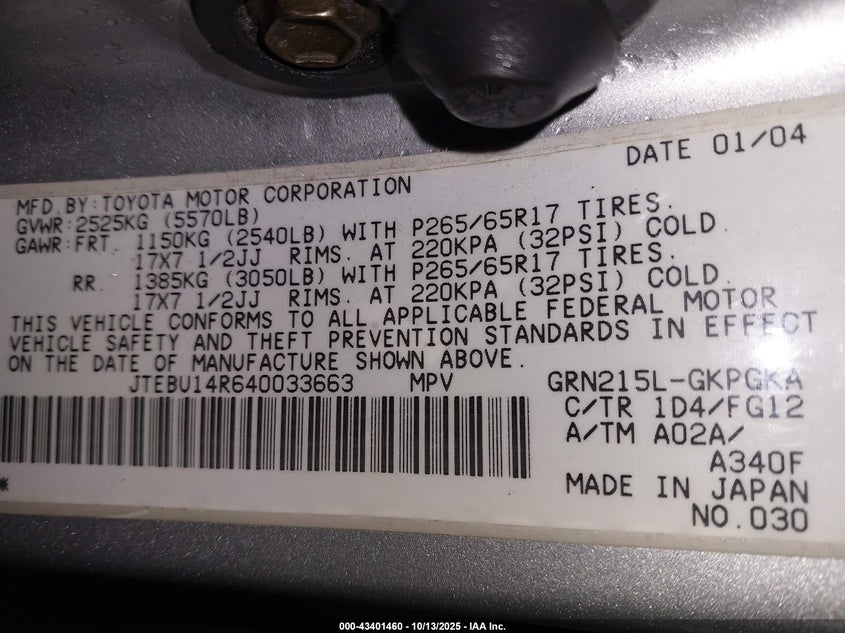 DATE 01/04
MFD. BY: TOYOTA MOTOR CORPORATION
GVWR: 2525KG (5570LB)
GAWR: FRT. 1150KG (2540LB) WITH P265/65R17 TIRES.
17X7 1/2JJ RIMS. AT 220KPA (32PSI) COLD.
RR. 1385KG (3050LB) WITH P265/65R17 TIRES.
17X7 1/2JJ RIMS. AT 220KPA (32PSI) COLD.
THIS VEHICLE CONFORMS TO ALL APPLICABLE FEDERAL MOTOR
VEHICLE SAFETY AND THEFT PREVENTION STANDARDS IN EFFECT
ON THE DATE OF MANUFACTURE SHOWN ABOVE.
JTEBU14R640033663 MPV GRN215L-GKPGKA
C/TR 1D4/FG12
A/TM A02A/
A340F
* MADE IN JAPAN
NO.030
000-43401460 - 10/13/2025 - IAA Inc.